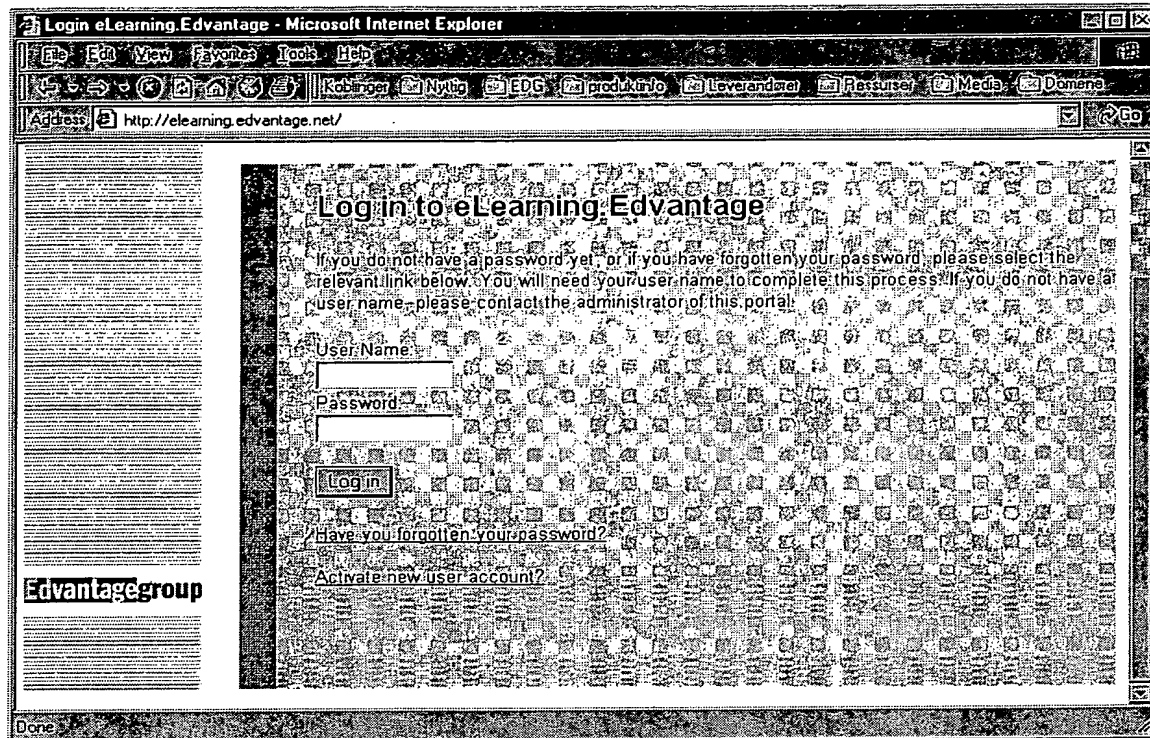 Login eLearning.Edvantage - Microsoft Internet Explorer
File Edit View Favorites Tools Help
Koblinger Nyttig EDG produktinfo Leverandører Ressurser Media Domene
Address http://elearning.edvantage.net/ Go
Log in to eLearning.Edvantage
If you do not have a password yet, or if you have forgotten your password, please select the
relevant link below. You will need your user name to complete this process. If you do not have a
user name, please contact the administrator of this portal.
User Name:
Password:
Log in
Have you forgotten your password?
Activate new user account?
Edvantagegroup
Done